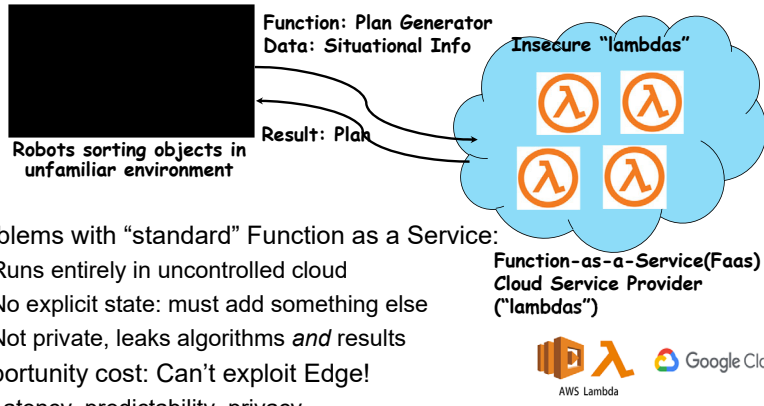 Function: Plan Generator
Data: Situational Info
Insecure “lambdas”
λ λ
λ λ
Result: Plan
Robots sorting objects in
unfamiliar environment
blems with “standard” Function as a Service:
Runs entirely in uncontrolled cloud
No explicit state: must add something else
Not private, leaks algorithms and results
portunity cost: Can’t exploit Edge!
Function-as-a-Service(Faas)
Cloud Service Provider
(“lambdas”)
AWS Lambda
Google Clo